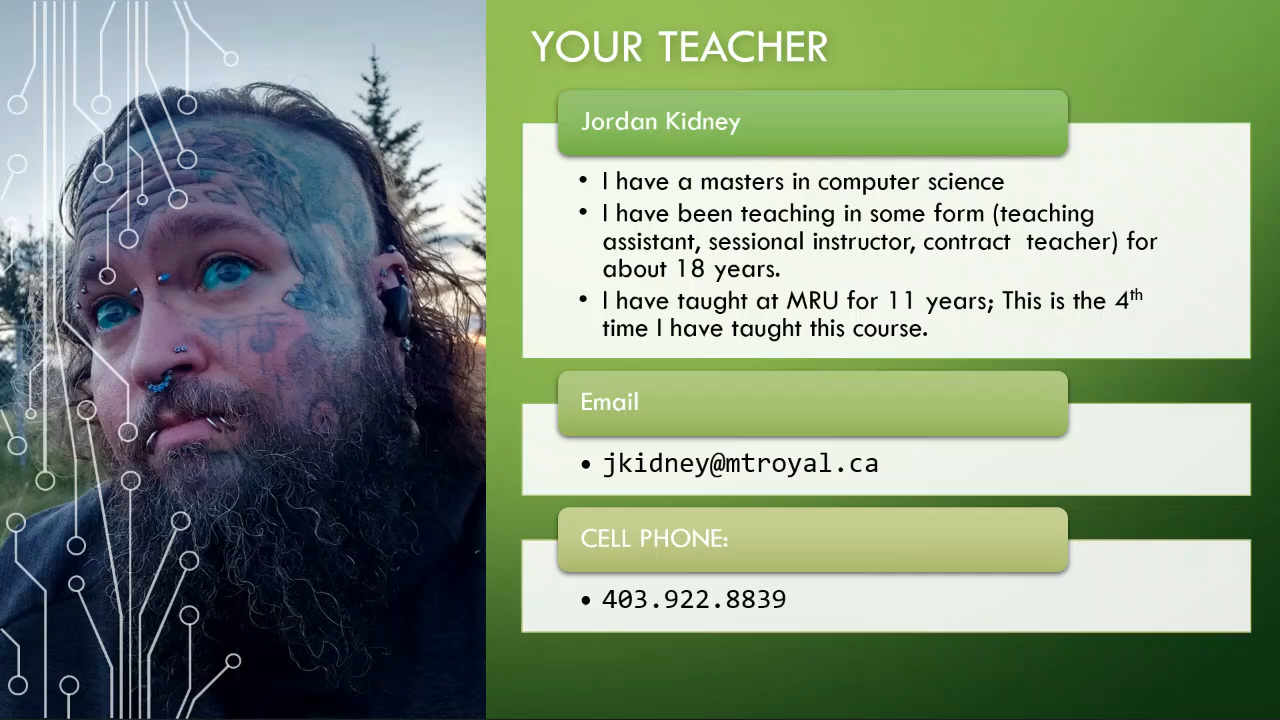 YOUR TEACHER
Jordan Kidney
• I have a masters in computer science
• I have been teaching in some form (teaching
assistant, sessional instructor, contract  teacher) for
about 18 years.
• I have taught at MRU for 11 years; This is the 4th
time I have taught this course.
Email
• jkidney@mtroyal.ca
CELL PHONE:
• 403.922.8839